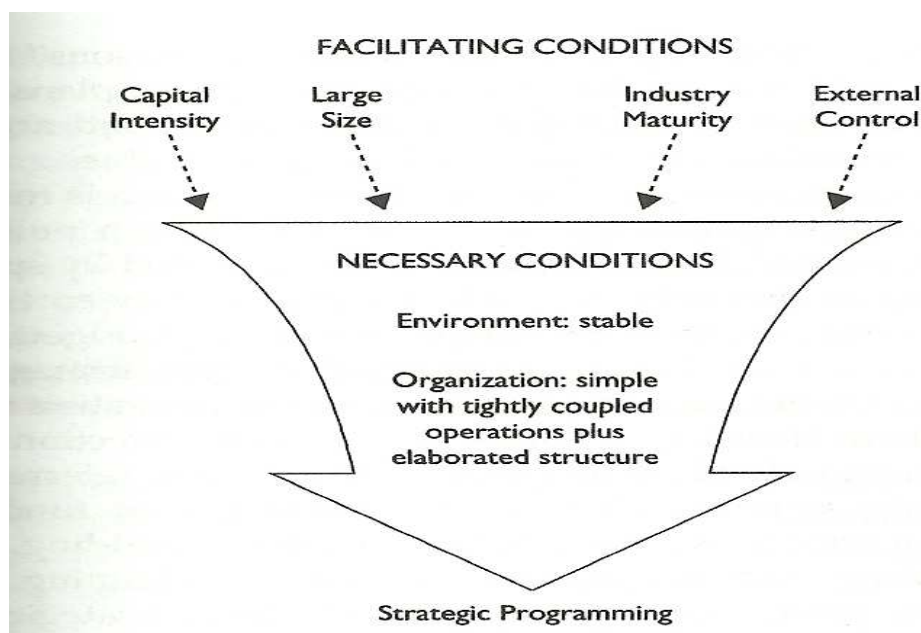 FACILITATING CONDITIONS
Capital
Intensity
Large
Size
Industry
Maturity
External
Control
NECESSARY CONDITIONS
Environment: stable
Organization: simple
with tightly coupled
operations plus
elaborated structure
Strategic Programming